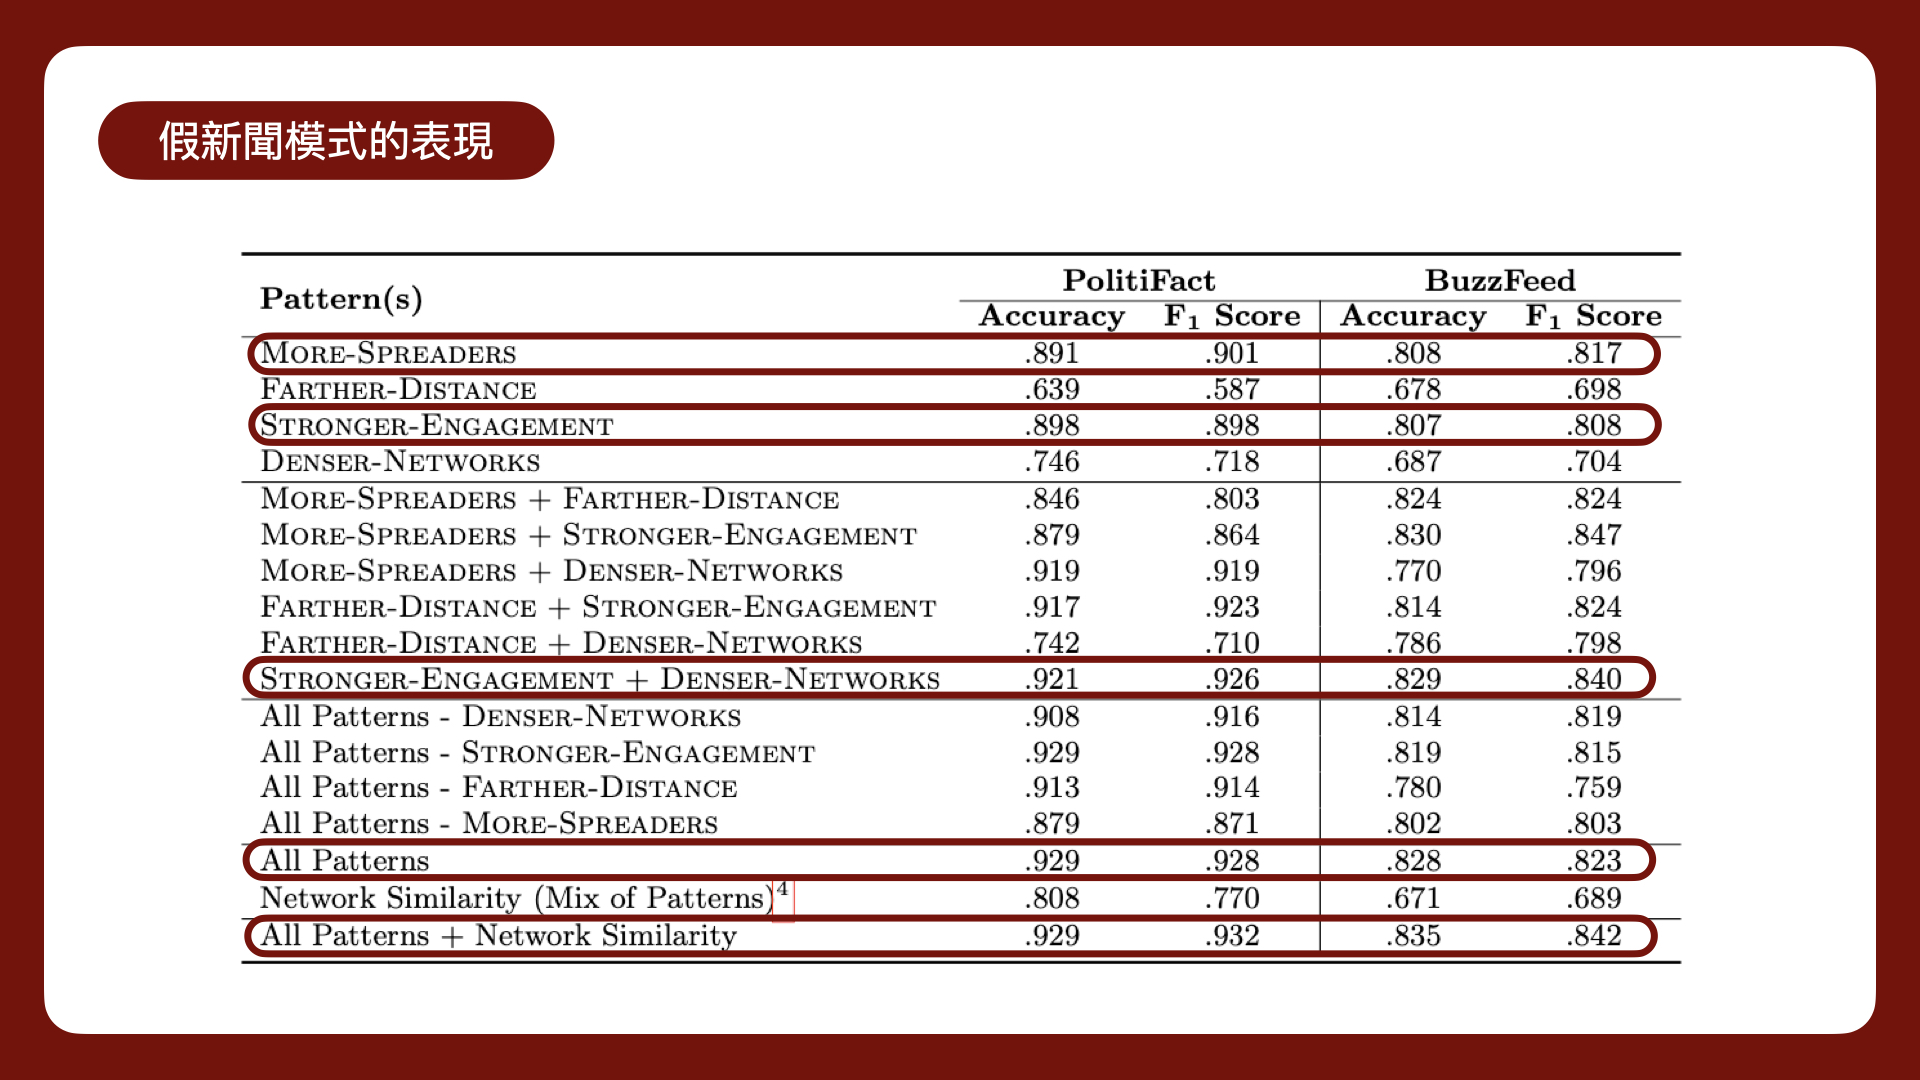 假新聞模式的表現
Pattern(s) PolitiFact BuzzFeed
Accuracy F1 Score Accuracy F1 Score
MORE-SPREADERS .891 .901 .808 .817
FARTHER-DISTANCE .639 .587 .678 .698
STRONGER-ENGAGEMENT .898 .898 .807 .808
DENSER-NETWORKS .746 .718 .687 .704
MORE-SPREADERS + FARTHER-DISTANCE .846 .803 .824 .824
MORE-SPREADERS + STRONGER-ENGAGEMENT .879 .864 .830 .847
MORE-SPREADERS + DENSER-NETWORKS .919 .919 .770 .796
FARTHER-DISTANCE + STRONGER-ENGAGEMENT .917 .923 .814 .824
FARTHER-DISTANCE + DENSER-NETWORKS .742 .710 .786 .798
STRONGER-ENGAGEMENT + DENSER-NETWORKS .921 .926 .829 .840
All Patterns - DENSER-NETWORKS .908 .916 .814 .819
All Patterns - STRONGER-ENGAGEMENT .929 .928 .819 .815
All Patterns - FARTHER-DISTANCE .913 .914 .780 .759
All Patterns - MORE-SPREADERS .879 .871 .802 .803
All Patterns .929 .928 .828 .823
Network Similarity (Mix of Patterns)4 .808 .770 .671 .689
All Patterns + Network Similarity .929 .932 .835 .842